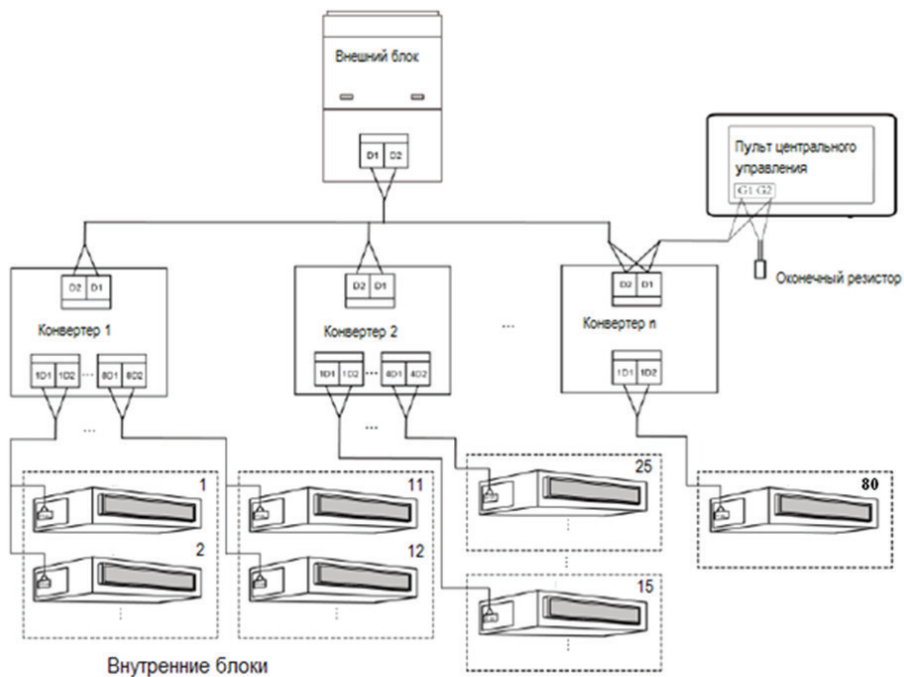 Внешний блок
D1 D2
Пульт центрального
управления
G1 G2
Оконечный резистор
D2 D1
Конвертер 1
1D1 1D2 ... 8D1 8D2
...
D2 D1
Конвертер 2
1D1 1D2 ... 4D1 4D2
...
...
D2 D1
Конвертер n
1D1 1D2
1
2
11
12
25
15
80
Внутренние блоки